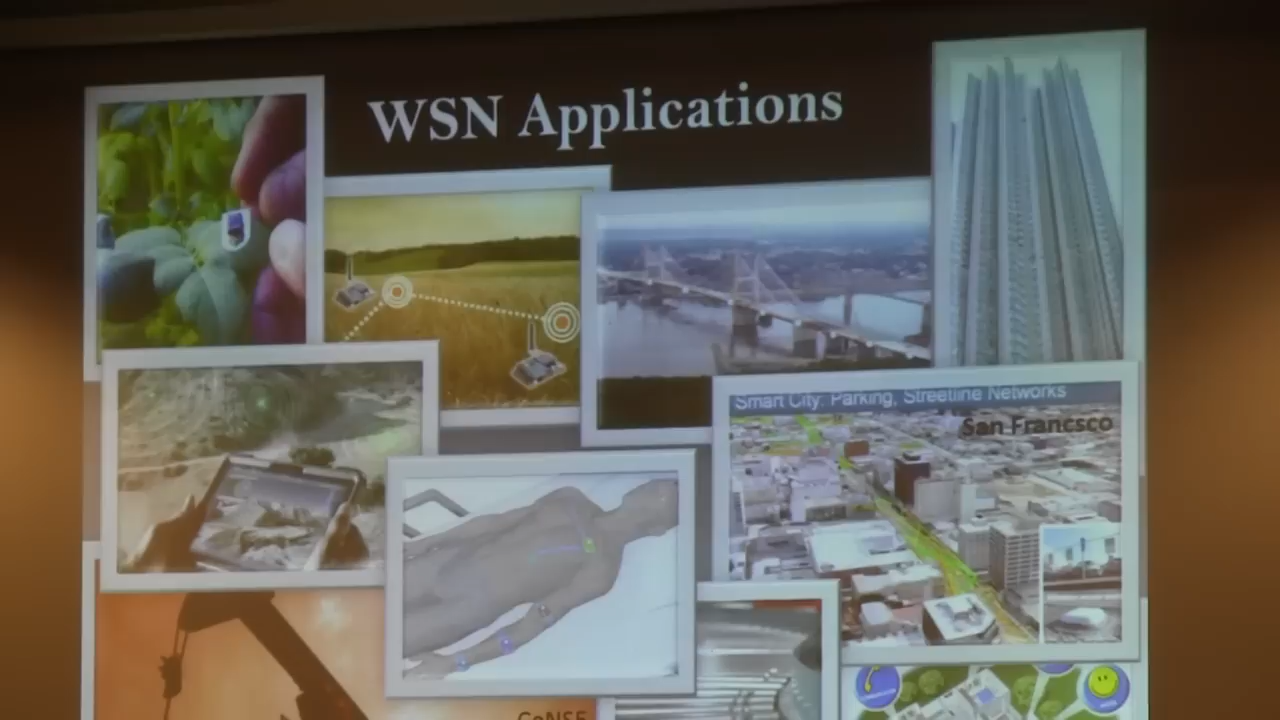 WSN Applications
Smart City: Parking, Streetline Networks
San Francsco
CeNSE